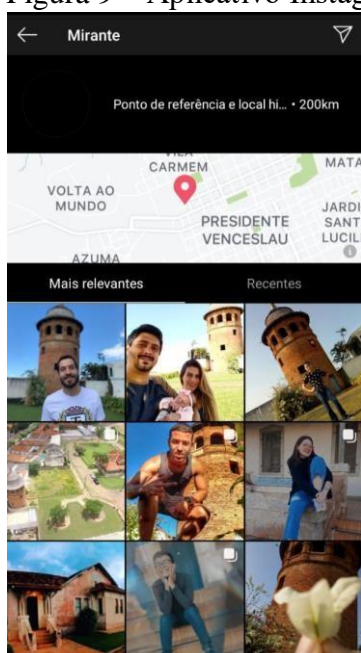 Figura 9 – Aplicativo Instag
Mirante
Ponto de referência e local hi... • 200km
VILA
CARMEM
MATA
VOLTA AO
MUNDO
PRESIDENTE
VENCESLAU
JARDI
SANT
LUCIL
AZUMA
Mais relevantes
Recentes